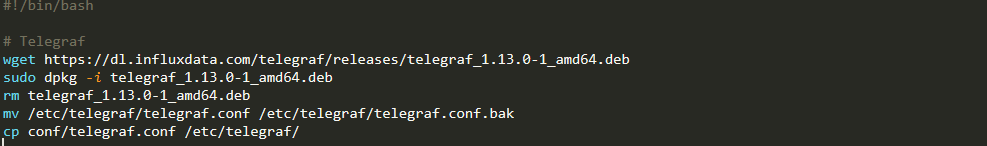 #!/bin/bash
# Telegraf
wget https://dl.influxdata.com/telegraf/releases/telegraf_1.13.0-1_amd64.deb
sudo dpkg -i telegraf_1.13.0-1_amd64.deb
rm telegraf_1.13.0-1_amd64.deb
mv /etc/telegraf/telegraf.conf /etc/telegraf/telegraf.conf.bak
cp conf/telegraf.conf /etc/telegraf/